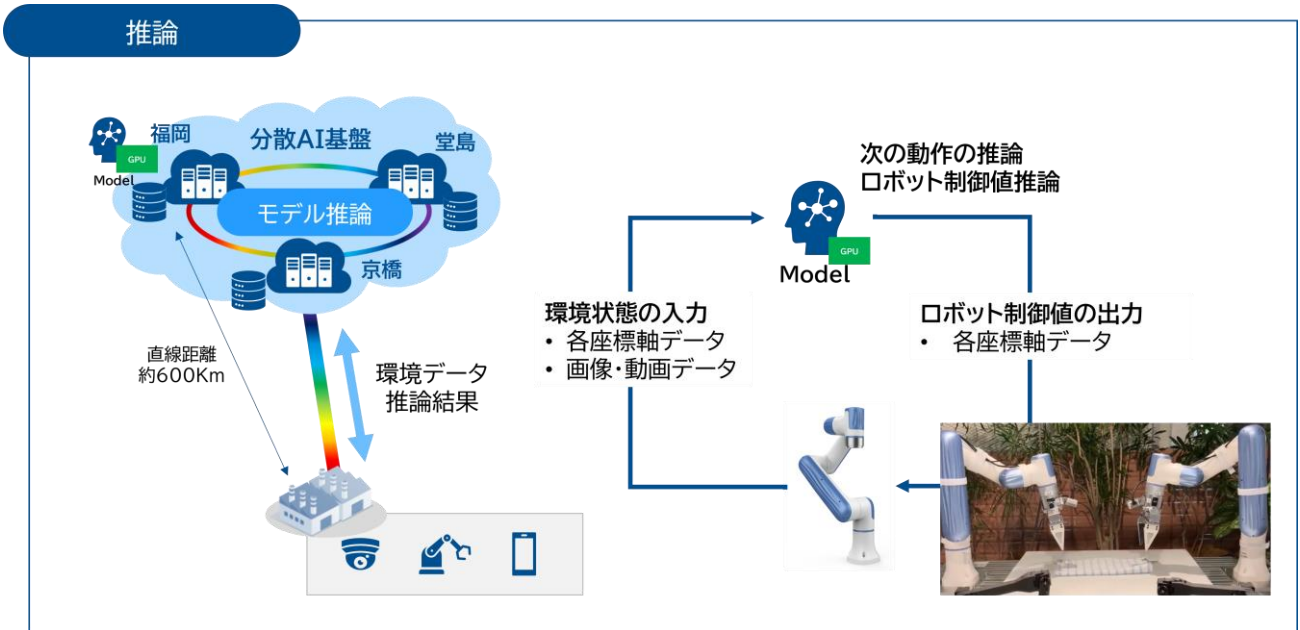 推論
福岡
分散AI基盤
堂島
GPU
Model
モデル推論
京橋
直線距離
約600Km
環境データ
推論結果
次の動作の推論
ロボット制御値推論
GPU
Model
環境状態の入力
• 各座標軸データ
• 画像・動画データ
ロボット制御値の出力
• 各座標軸データ